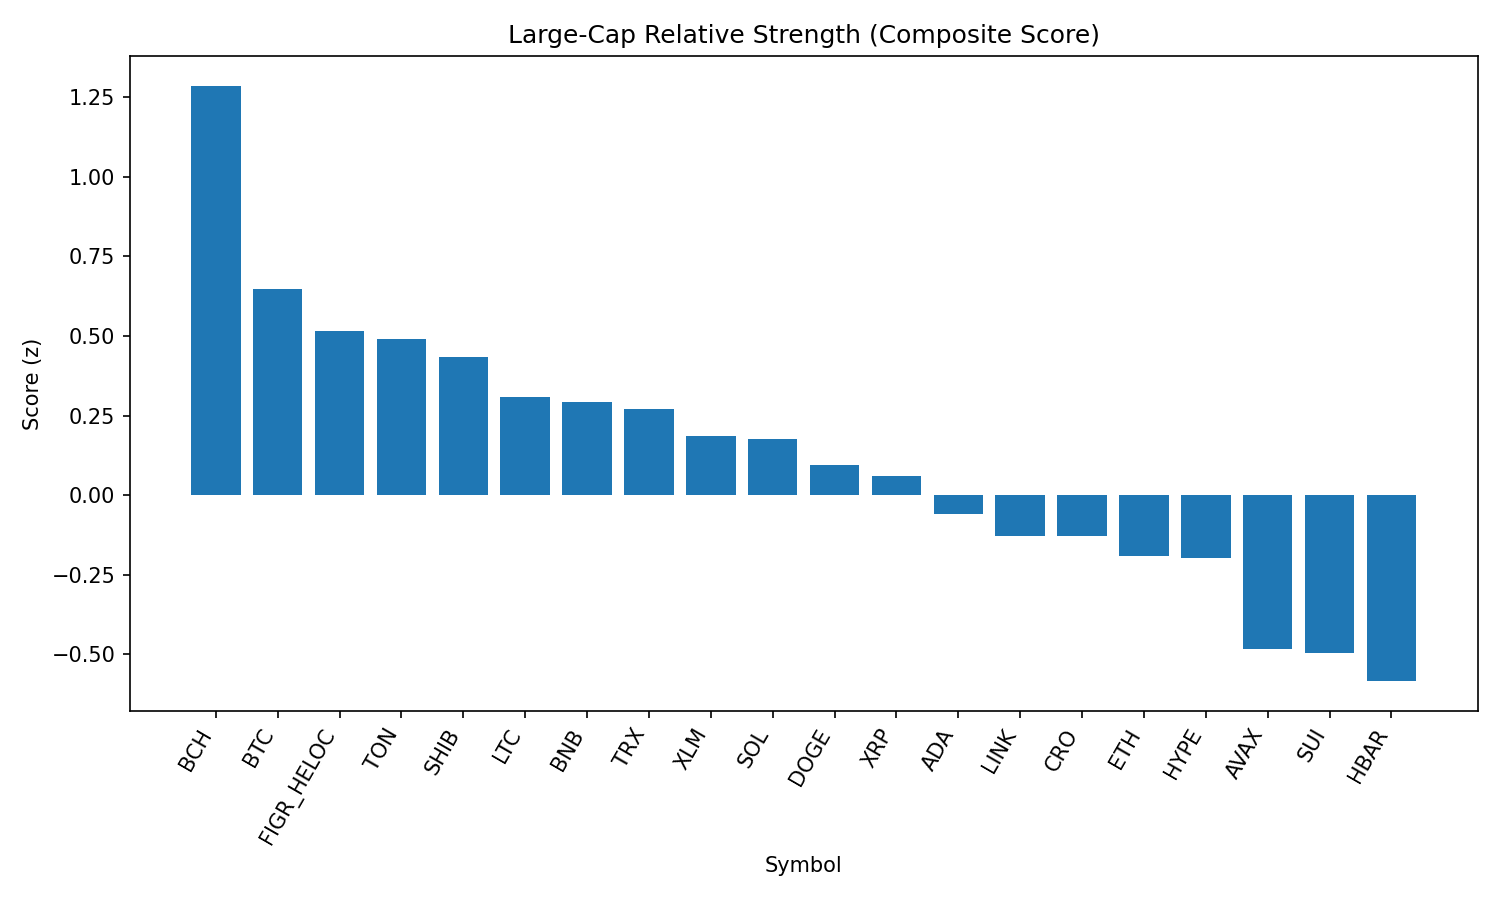 Large-Cap Relative Strength (Composite Score)
Score (z)
1.25
1.00
0.75
0.50
0.25
0.00
−0.25
−0.50
BCH
BTC
FIGR_HELOC
TON
SHIB
LTC
BNB
TRX
XLM
SOL
DOGE
XRP
ADA
LINK
CRO
ETH
HYPE
AVAX
SUI
HBAR
Symbol